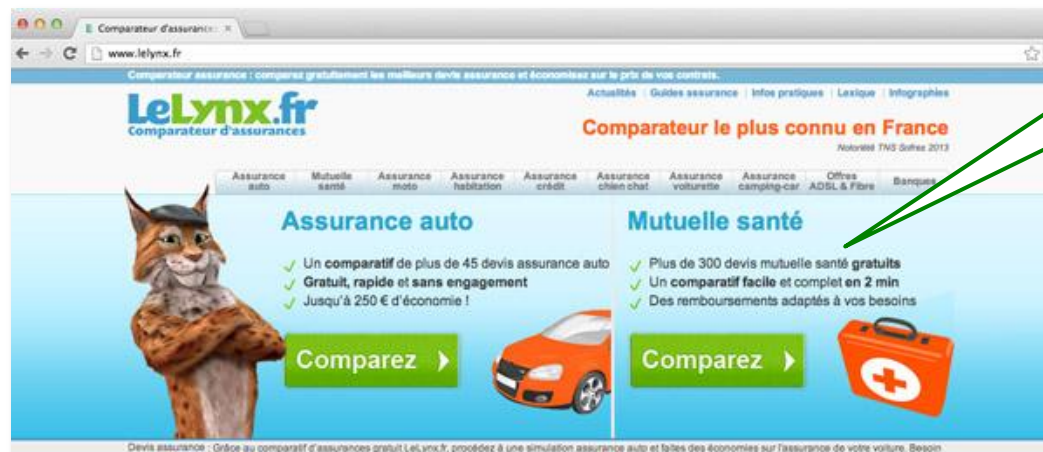 Comparateur d'assurance
www.lelynx.fr
Comparateur assurance : comparez gratuitement les meilleurs devis assurance et économisez sur le prix de vos contrats.
Actualités | Guides assurance | Infos pratiques | Lexique | Infographies
LeLynx.fr
Comparateur d'assurances
Comparateur le plus connu en France
Notoriété TNS Sofres 2013
Assurance auto
Mutuelle santé
Assurance moto
Assurance habitation
Assurance crédit
Assurance chien chat
Assurance voiturette
Assurance camping-car
Offres ADSL & Fibre
Banques
Assurance auto
Un comparatif de plus de 45 devis assurance auto
Gratuit, rapide et sans engagement
Jusqu'à 250 € d'économie !
Comparez
Mutuelle santé
Plus de 300 devis mutuelle santé gratuits
Un comparatif facile et complet en 2 min
Des remboursements adaptés à vos besoins
Comparez
Devis assurance : Grâce au comparatif d'assurances gratuit LeLynx.fr, procédez à une simulation assurance auto et faites des économies sur l'assurance de votre voiture. Besoin